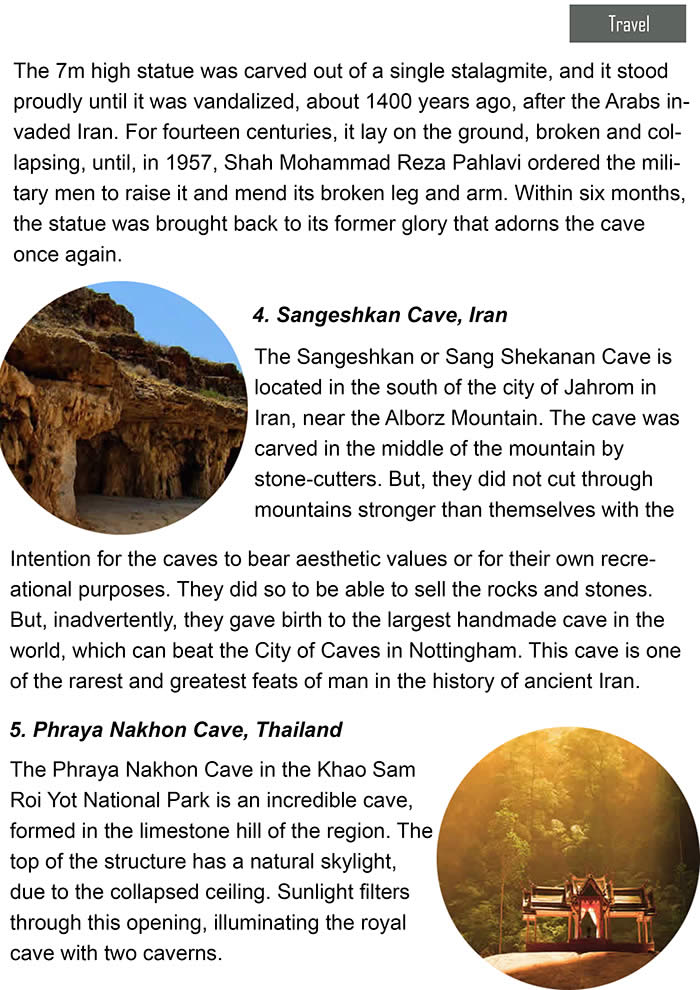 Travel
The 7m high statue was carved out of a single stalagmite, and it stood
proudly until it was vandalized, about 1400 years ago, after the Arabs in-
vaded Iran. For fourteen centuries, it lay on the ground, broken and col-
lapsing, until, in 1957, Shah Mohammad Reza Pahlavi ordered the mili-
tary men to raise it and mend its broken leg and arm. Within six months,
the statue was brought back to its former glory that adorns the cave
once again.
4. Sangeshkan Cave, Iran
The Sangeshkan or Sang Shekanan Cave is
located in the south of the city of Jahrom in
Iran, near the Alborz Mountain. The cave was
carved in the middle of the mountain by
stone-cutters. But, they did not cut through
mountains stronger than themselves with the
Intention for the caves to bear aesthetic values or for their own recre-
ational purposes. They did so to be able to sell the rocks and stones.
But, inadvertently, they gave birth to the largest handmade cave in the
world, which can beat the City of Caves in Nottingham. This cave is one
of the rarest and greatest feats of man in the history of ancient Iran.
5. Phraya Nakhon Cave, Thailand
The Phraya Nakhon Cave in the Khao Sam
Roi Yot National Park is an incredible cave,
formed in the limestone hill of the region. The
top of the structure has a natural skylight,
due to the collapsed ceiling. Sunlight filters
through this opening, illuminating the royal
cave with two caverns.